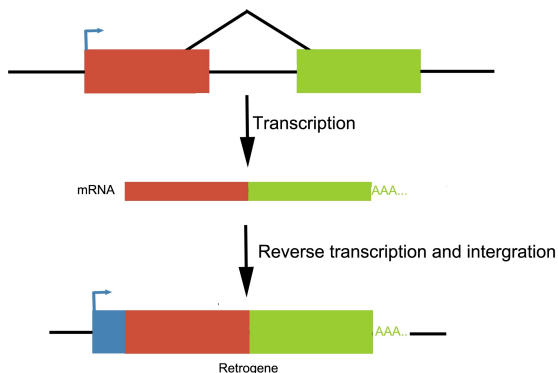 Transcription
mRNA
AAA...
Reverse transcription and intergration
AAA..
Retrogene